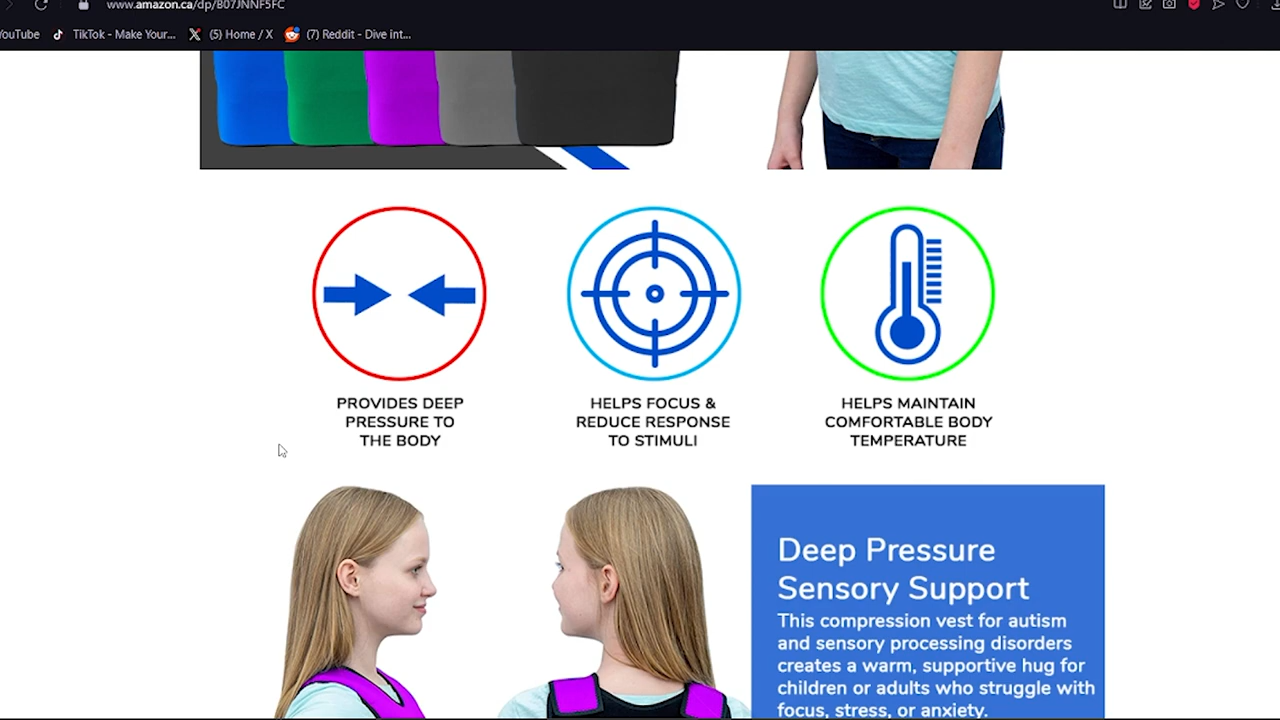 www.amazon.ca/dp/B07JNNF5FC
YouTube TikTok - Make Your... (5) Home / X (7) Reddit - Dive int...
PROVIDES DEEP
PRESSURE TO
THE BODY
HELPS FOCUS &
REDUCE RESPONSE
TO STIMULI
HELPS MAINTAIN
COMFORTABLE BODY
TEMPERATURE
Deep Pressure
Sensory Support
This compression vest for autism
and sensory processing disorders
creates a warm, supportive hug for
children or adults who struggle with
focus, stress, or anxiety.